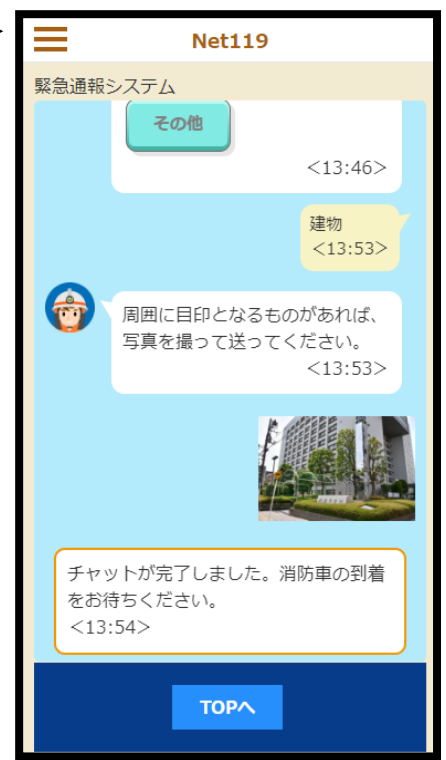 Net119
緊急通報システム
その他
<13:46>
建物
<13:53>
周囲に目印となるものがあれば、
写真を撮って送ってください。
<13:53>
チャットが完了しました。消防車の到着
をお待ちください。
<13:54>
TOPへ